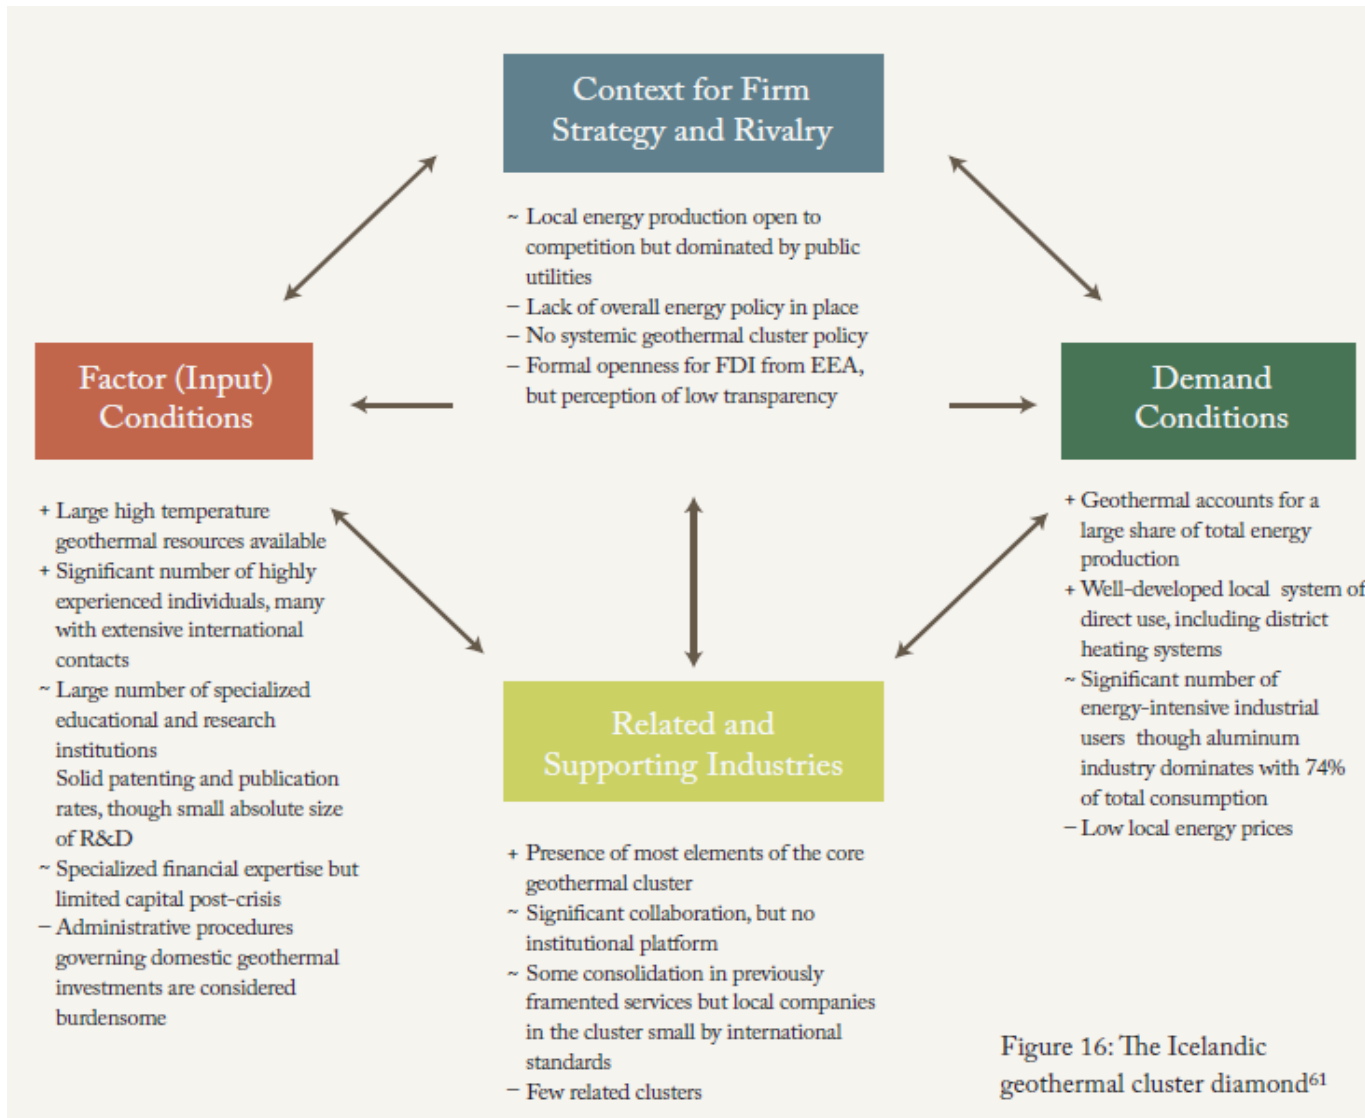 Context for Firm
Strategy and Rivalry
~ Local energy production open to
competition but dominated by public
utilities
– Lack of overall energy policy in place
– No systemic geothermal cluster policy
– Formal openness for FDI from EEA,
but perception of low transparency
Factor (Input)
Conditions
+ Large high temperature
geothermal resources available
+ Significant number of highly
experienced individuals, many
with extensive international
contacts
~ Large number of specialized
educational and research
institutions
Solid patenting and publication
rates, though small absolute size
of R&D
~ Specialized financial expertise but
limited capital post-crisis
– Administrative procedures
governing domestic geothermal
investments are considered
burdensome
Demand
Conditions
+ Geothermal accounts for a
large share of total energy
production
+ Well-developed local system of
direct use, including district
heating systems
~ Significant number of
energy-intensive industrial
users though aluminum
industry dominates with 74%
of total consumption
– Low local energy prices
Related and
Supporting Industries
+ Presence of most elements of the core
geothermal cluster
~ Significant collaboration, but no
institutional platform
~ Some consolidation in previously
framented services but local companies
in the cluster small by international
standards
– Few related clusters
Figure 16: The Icelandic
geothermal cluster diamond61